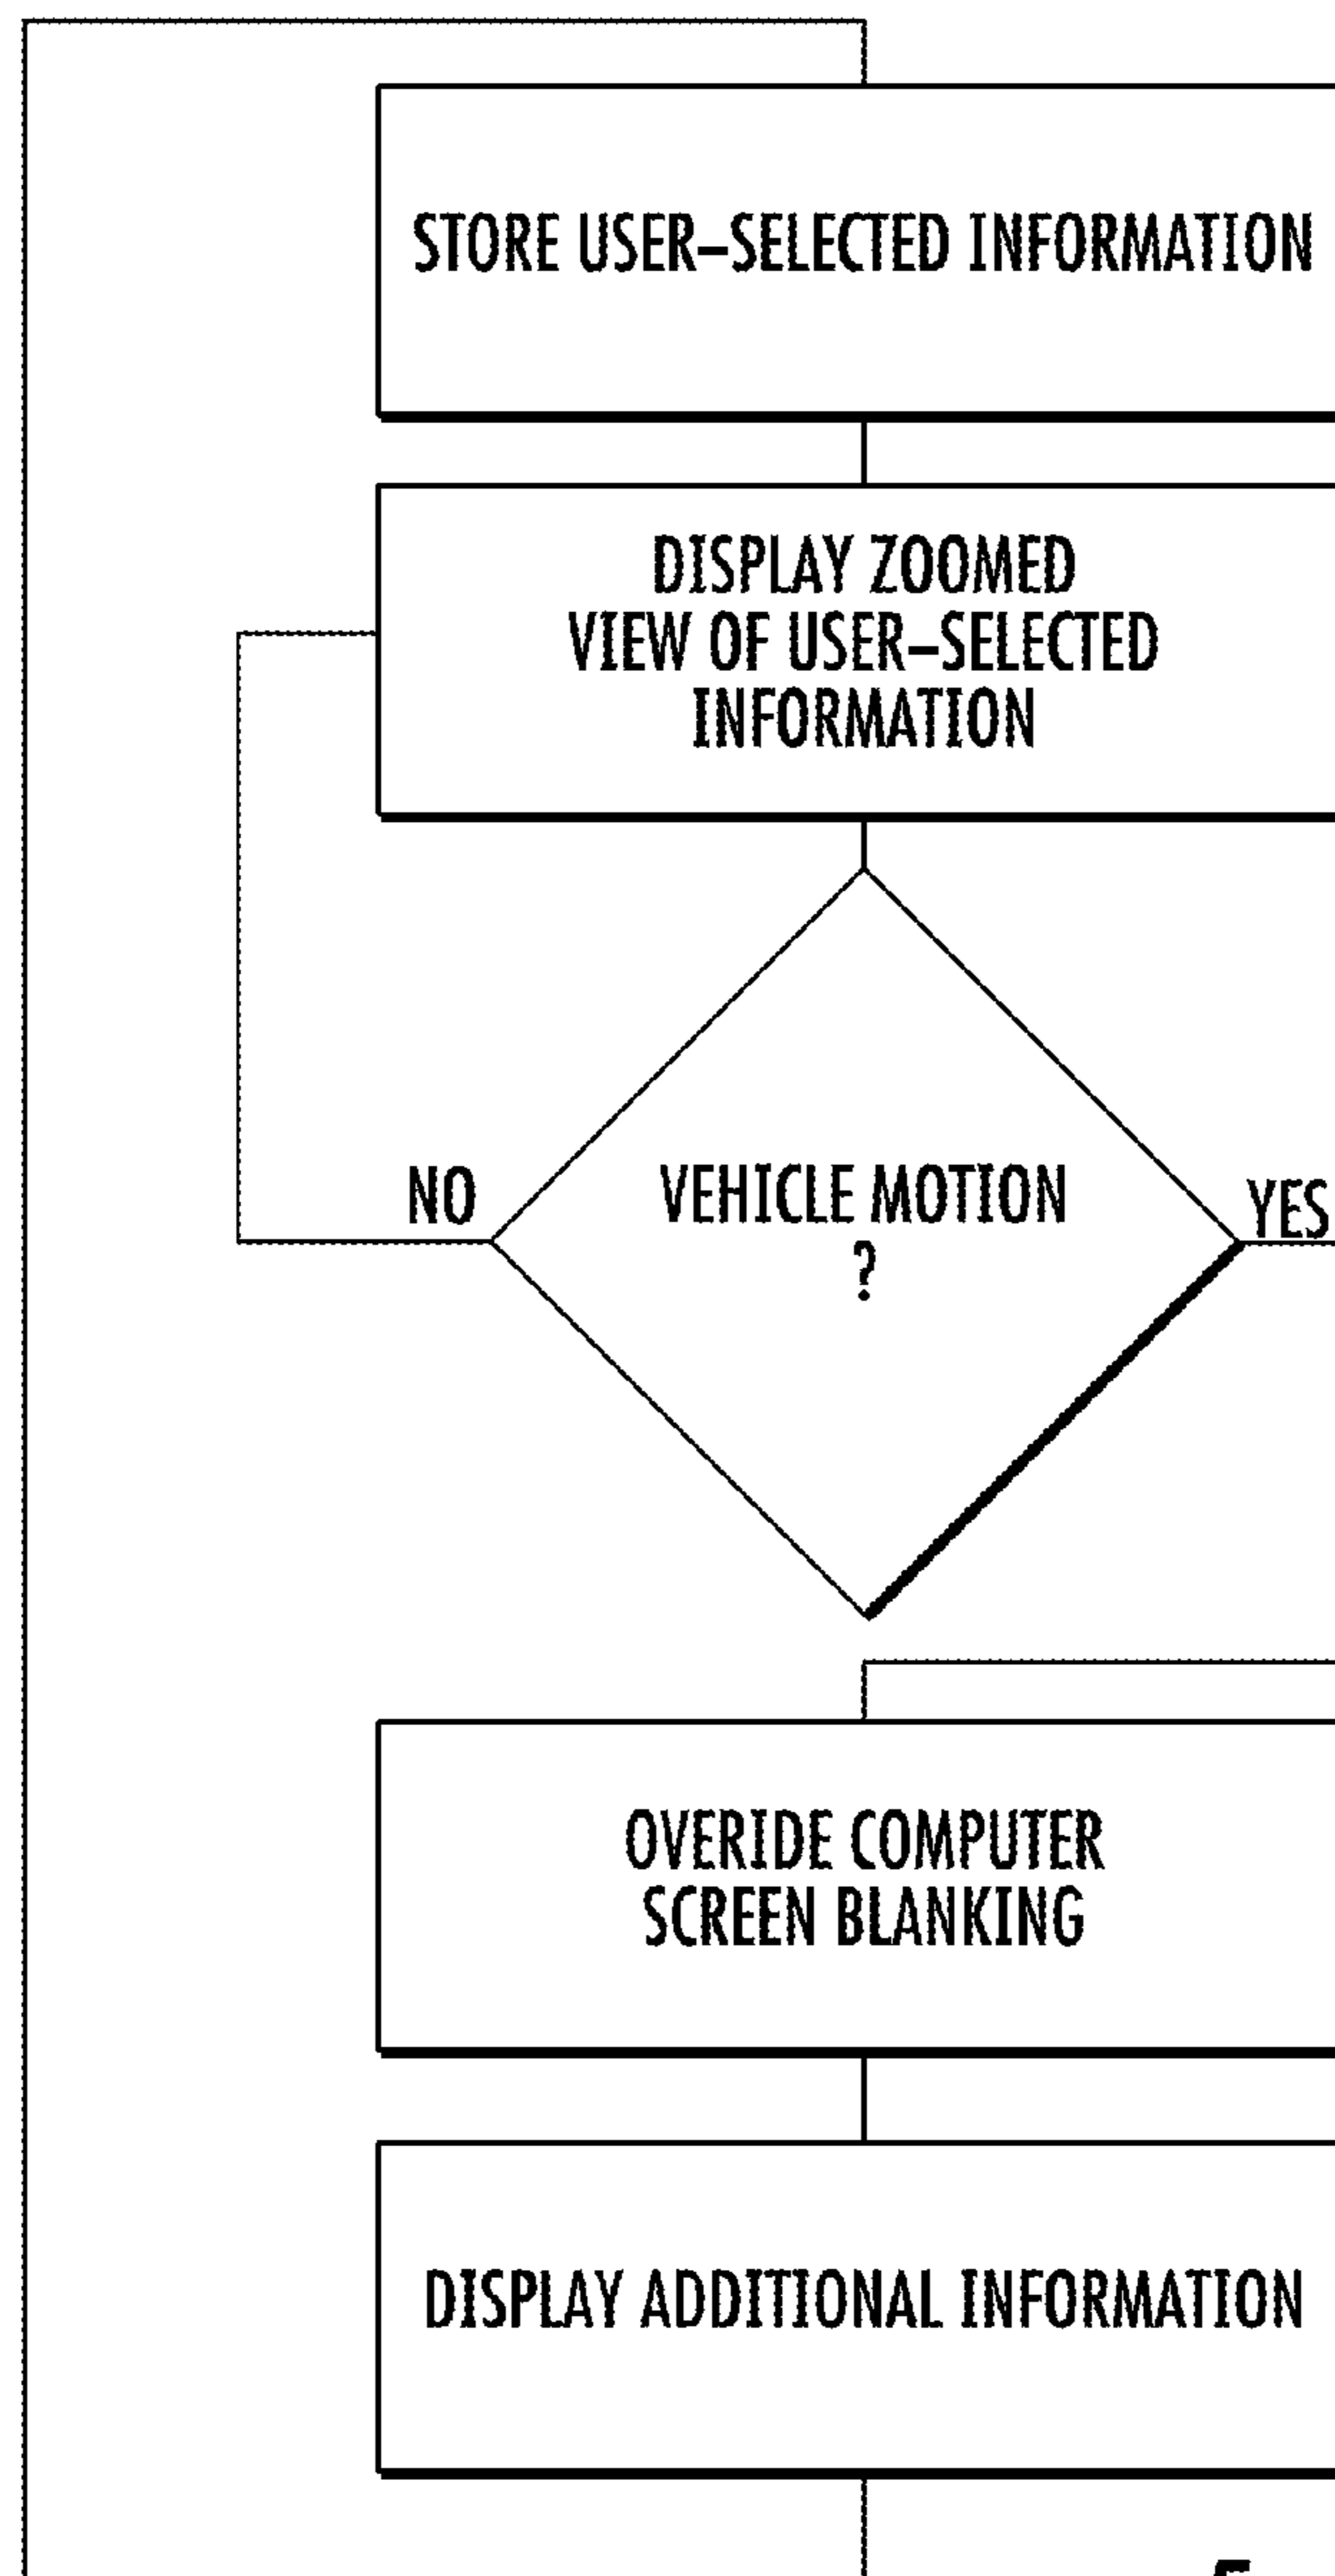 STORE USER–SELECTED INFORMATION
DISPLAY ZOOMED
VIEW OF USER–SELECTED
INFORMATION
NO
VEHICLE MOTION
?
YES
OVERIDE COMPUTER
SCREEN BLANKING
DISPLAY ADDITIONAL INFORMATION